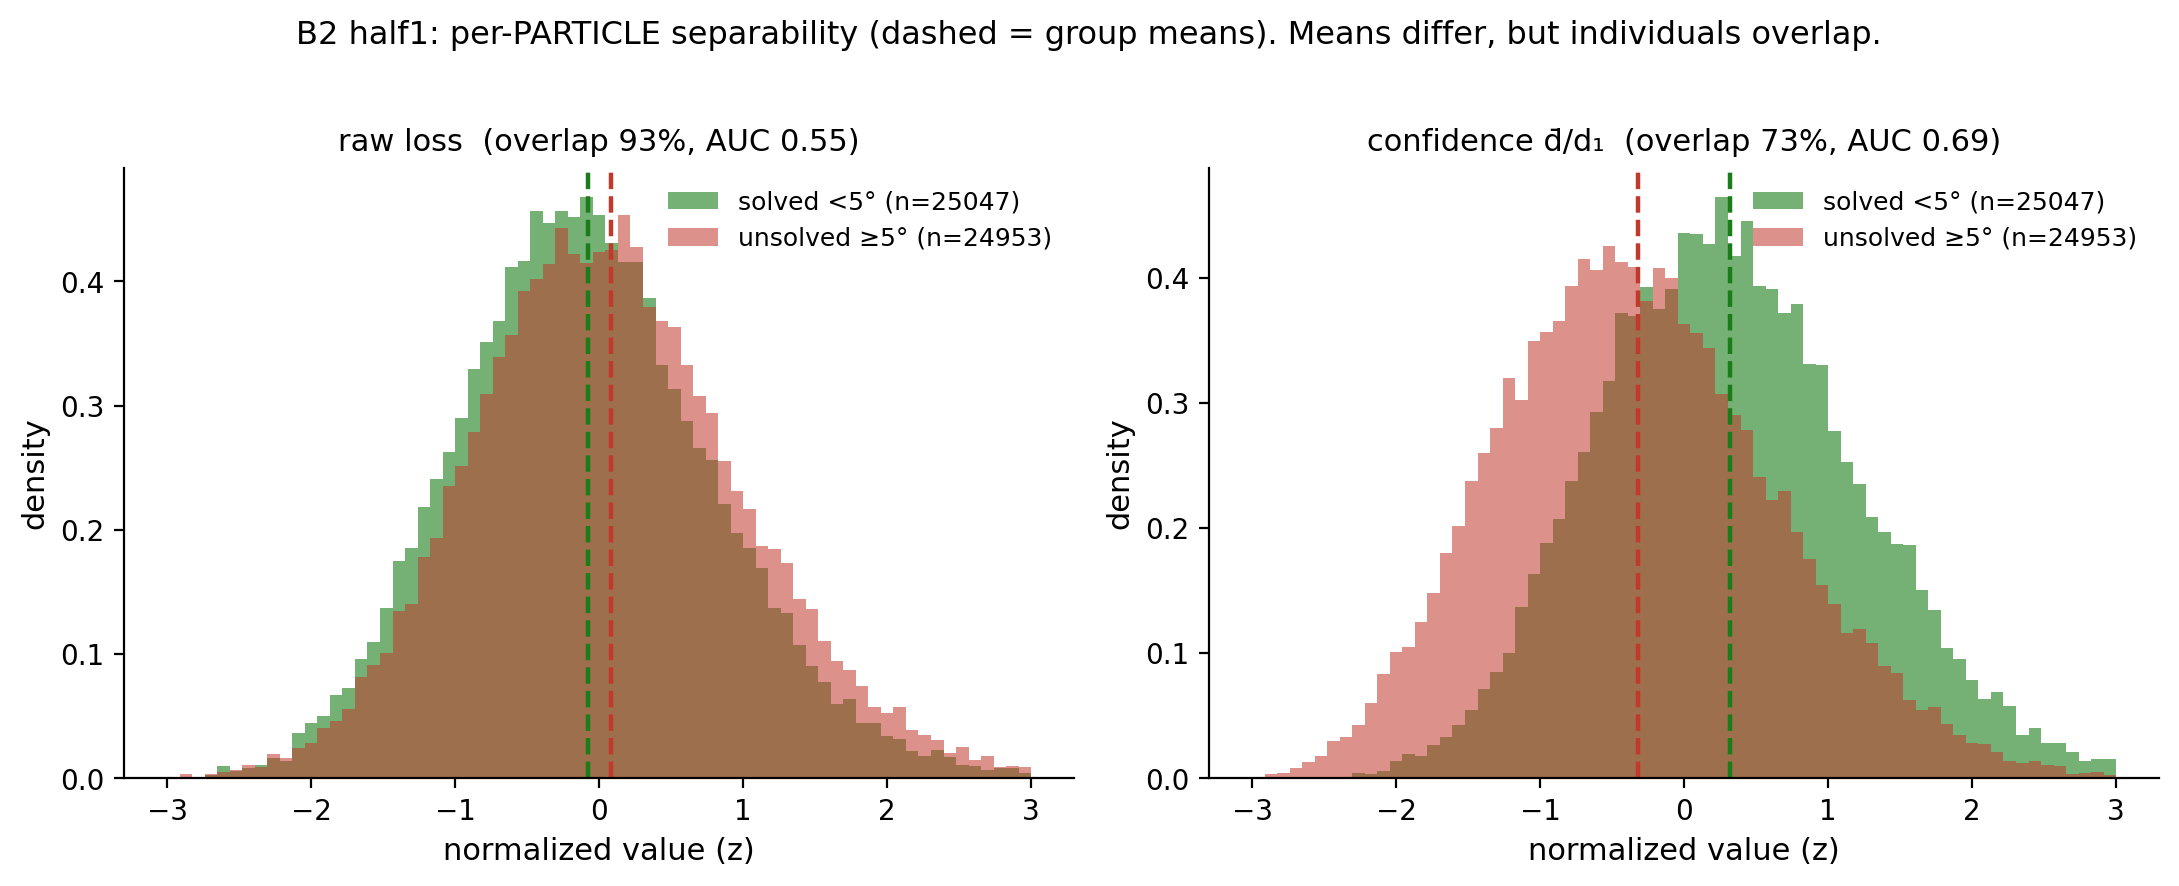 B2 half1: per-PARTICLE separability (dashed = group means). Means differ, but individuals overlap.
raw loss (overlap 93%, AUC 0.55)
solved <5° (n=25047)
unsolved ≥5° (n=24953)
0.4
0.3
0.2
0.1
0.0
density
−3 −2 −1 0 1 2 3
normalized value (z)
confidence d̄/d₁ (overlap 73%, AUC 0.69)
solved <5° (n=25047)
unsolved ≥5° (n=24953)
0.4
0.3
0.2
0.1
0.0
density
−3 −2 −1 0 1 2 3
normalized value (z)